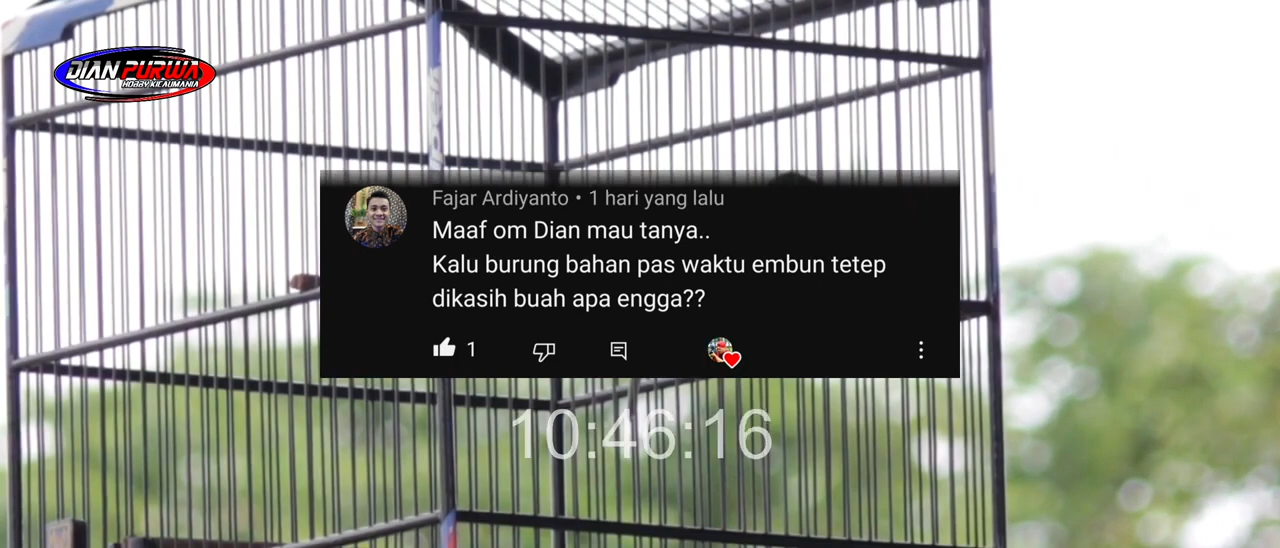 DIAN PURWA
HOBBY KICAUMANIA
Fajar Ardiyanto • 1 hari yang lalu
Maaf om Dian mau tanya..
Kalu burung bahan pas waktu embun tetep
dikasih buah apa engga??
1
10:46:16